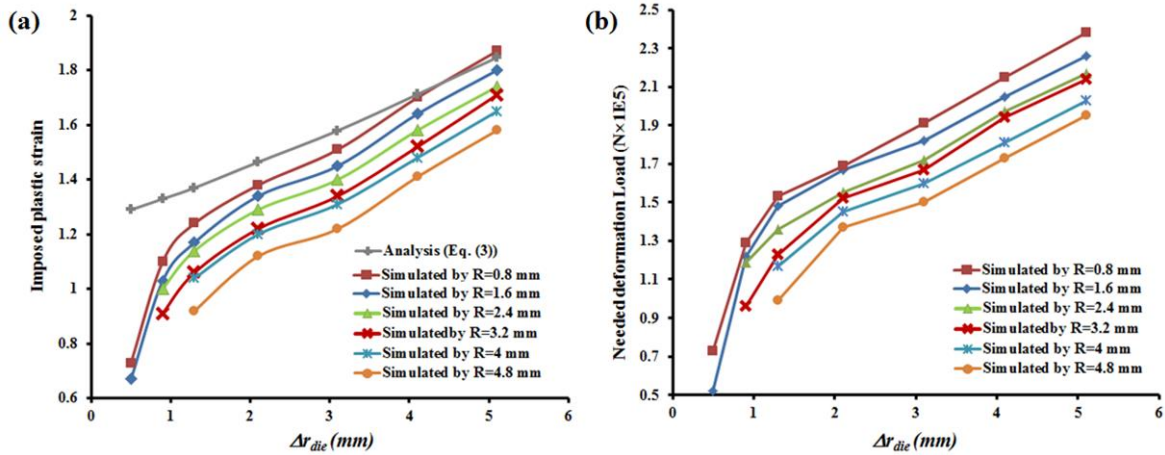 (a)
Imposed plastic strain
2
1.8
1.6
1.4
1.2
1
0.8
0.6
0 1 2 3 4 5 6
Δr_die (mm)
Analysis (Eq. (3))
Simulated by R=0.8 mm
Simulated by R=1.6 mm
Simulated by R=2.4 mm
Simulatedby R=3.2 mm
Simulated by R=4 mm
Simulated by R=4.8 mm
(b)
Needed deformation Load (N×1E5)
2.5
2.3
2.1
1.9
1.7
1.5
1.3
1.1
0.9
0.7
0.5
0 1 2 3 4 5 6
Δr_die (mm)
Simulated by R=0.8 mm
Simulated by R=1.6 mm
Simulated by R=2.4 mm
Simulatedby R=3.2 mm
Simulated by R=4 mm
Simulated by R=4.8 mm